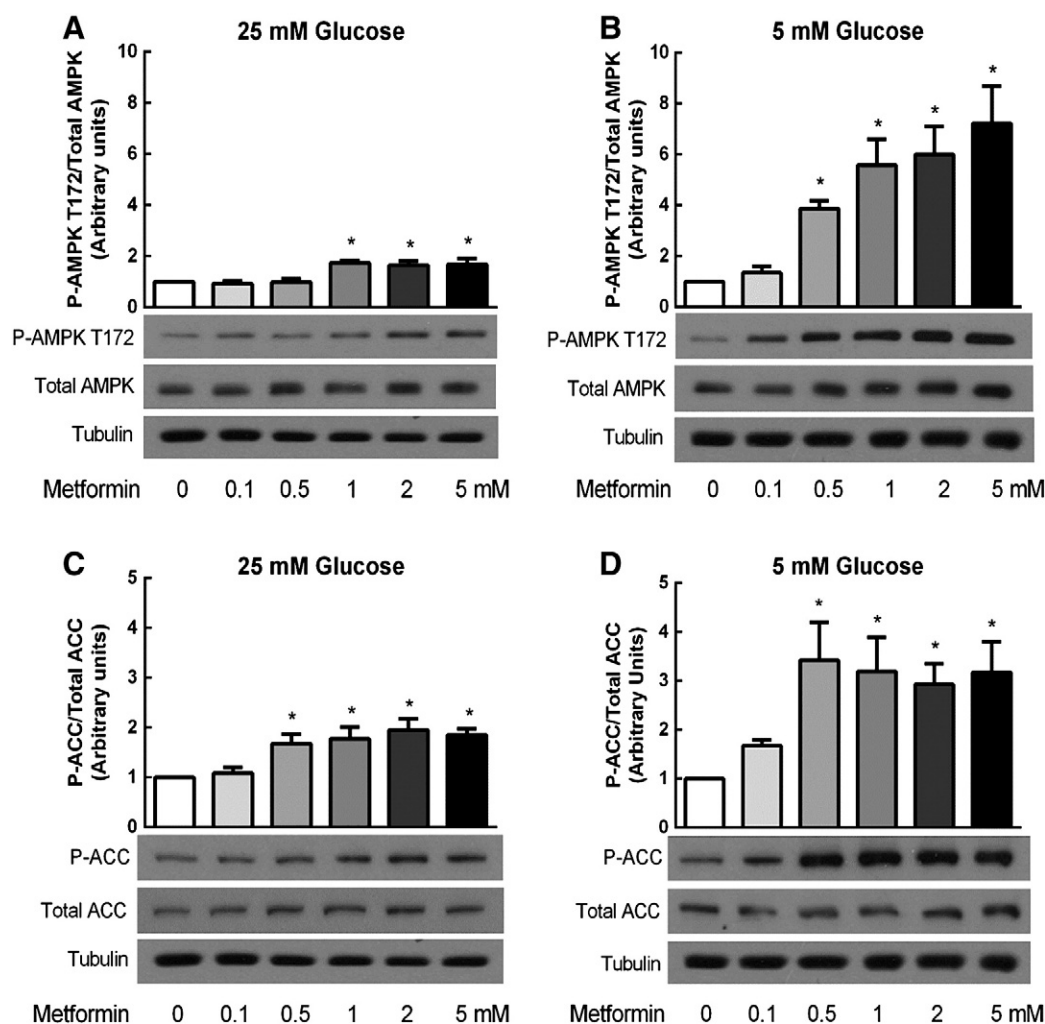 A
25 mM Glucose
P-AMPK T172/Total AMPK
(Arbitrary units)
10
8
6
4
2
0
* * *
P-AMPK T172
Total AMPK
Tubulin
Metformin 0 0.1 0.5 1 2 5 mM
B
5 mM Glucose
P-AMPK T172/Total AMPK
(Arbitrary units)
10
8
6
4
2
0
* * * *
P-AMPK T172
Total AMPK
Tubulin
Metformin 0 0.1 0.5 1 2 5 mM
C
25 mM Glucose
P-ACC/Total ACC
(Arbitrary units)
5
4
3
2
1
0
* * * *
P-ACC
Total ACC
Tubulin
Metformin 0 0.1 0.5 1 2 5 mM
D
5 mM Glucose
P-ACC/Total ACC
(Arbitrary Units)
5
4
3
2
1
0
* * * *
P-ACC
Total ACC
Tubulin
Metformin 0 0.1 0.5 1 2 5 mM